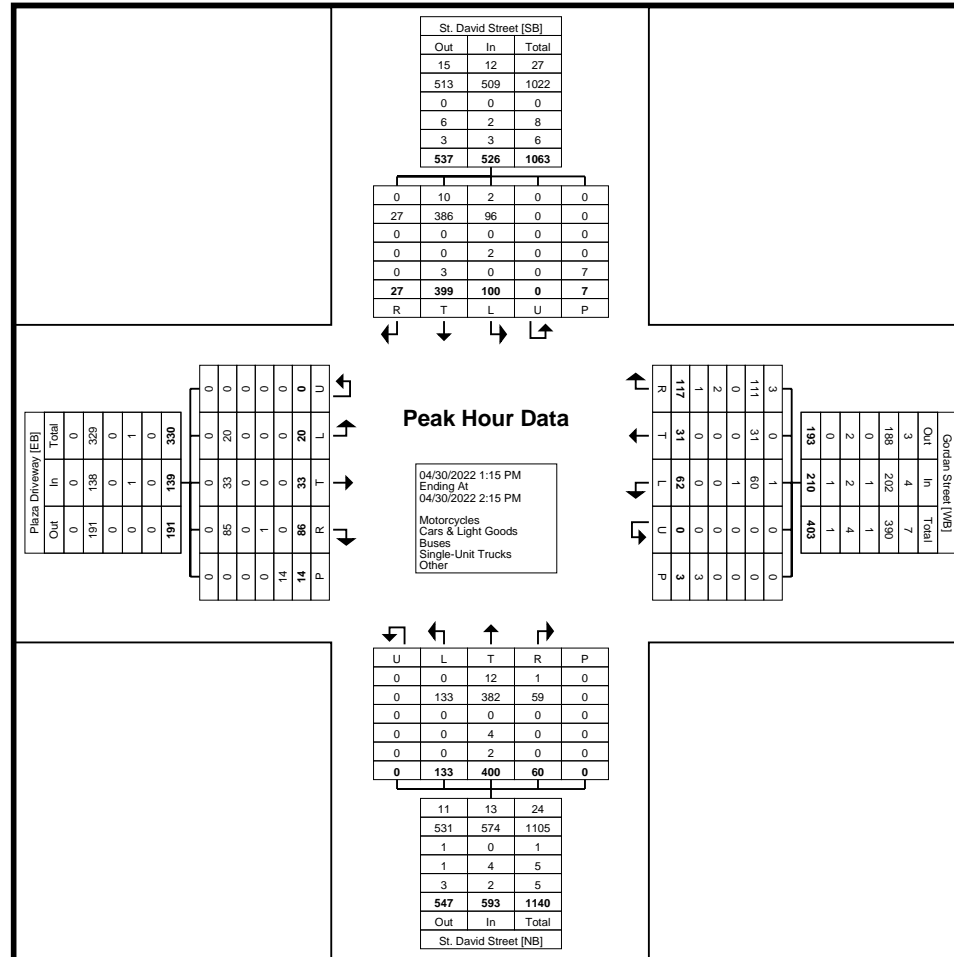 St. David Street [SB]
Out In Total
15 12 27
513 509 1022
0 0 0
6 2 8
3 3 6
537 526 1063
0 10 2 0 0
27 386 96 0 0
0 0 0 0 0
0 0 2 0 0
0 3 0 0 7
27 399 100 0 7
R T L U P
Plaza Driveway [EB]
Out In Total
0 0 0
191 138 329
0 0 0
0 1 1
0 0 0
191 139 330
0 0 0 0 0
0 85 33 20 0
0 0 0 0 0
0 1 0 0 0
14 0 0 0 0
14 86 33 20 0
P R T L U
Peak Hour Data
04/30/2022 1:15 PM
Ending At
04/30/2022 2:15 PM
Motorcycles
Cars & Light Goods
Buses
Single-Unit Trucks
Other
Gordan Street [WB]
Out In Total
3 4 7
188 202 390
0 1 1
2 2 4
0 1 1
193 210 403
3 0 1 0 0
111 31 60 0 0
0 0 1 0 0
2 0 0 0 0
1 0 0 0 3
117 31 62 0 3
R T L U P
U L T R P
0 0 12 1 0
0 133 382 59 0
0 0 0 0 0
0 0 4 0 0
0 0 2 0 0
0 133 400 60 0
11 13 24
531 574 1105
1 0 1
1 4 5
3 2 5
547 593 1140
Out In Total
St. David Street [NB]